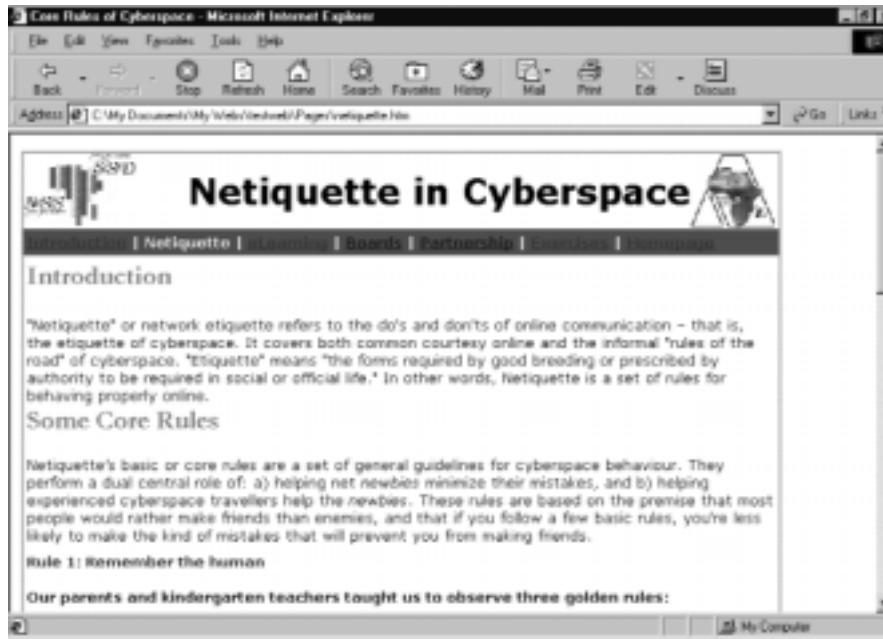 Core Rules of Cyberspace - Microsoft Internet Explorer
File Edit View Favorites Tools Help
Back Forward Stop Refresh Home Search Favorites History Mail Print Edit Discuss
Address C:\My Documents\My Webs\testweb\Pages\netiquette.htm Go Links
Netiquette in Cyberspace
Introduction | Netiquette | eLearning | Boards | Partnership | Exercises | Homepage
Introduction
"Netiquette" or network etiquette refers to the do's and don'ts of online communication – that is,
the etiquette of cyberspace. It covers both common courtesy online and the informal "rules of the
road" of cyberspace. "Etiquette" means "the forms required by good breeding or prescribed by
authority to be required in social or official life." In other words, Netiquette is a set of rules for
behaving properly online.
Some Core Rules
Netiquette's basic or core rules are a set of general guidelines for cyberspace behaviour. They
perform a dual central role of: a) helping net newbies minimize their mistakes, and b) helping
experienced cyberspace travellers help the newbies. These rules are based on the premise that most
people would rather make friends than enemies, and that if you follow a few basic rules, you're less
likely to make the kind of mistakes that will prevent you from making friends.
Rule 1: Remember the human
Our parents and kindergarten teachers taught us to observe three golden rules:
My Computer